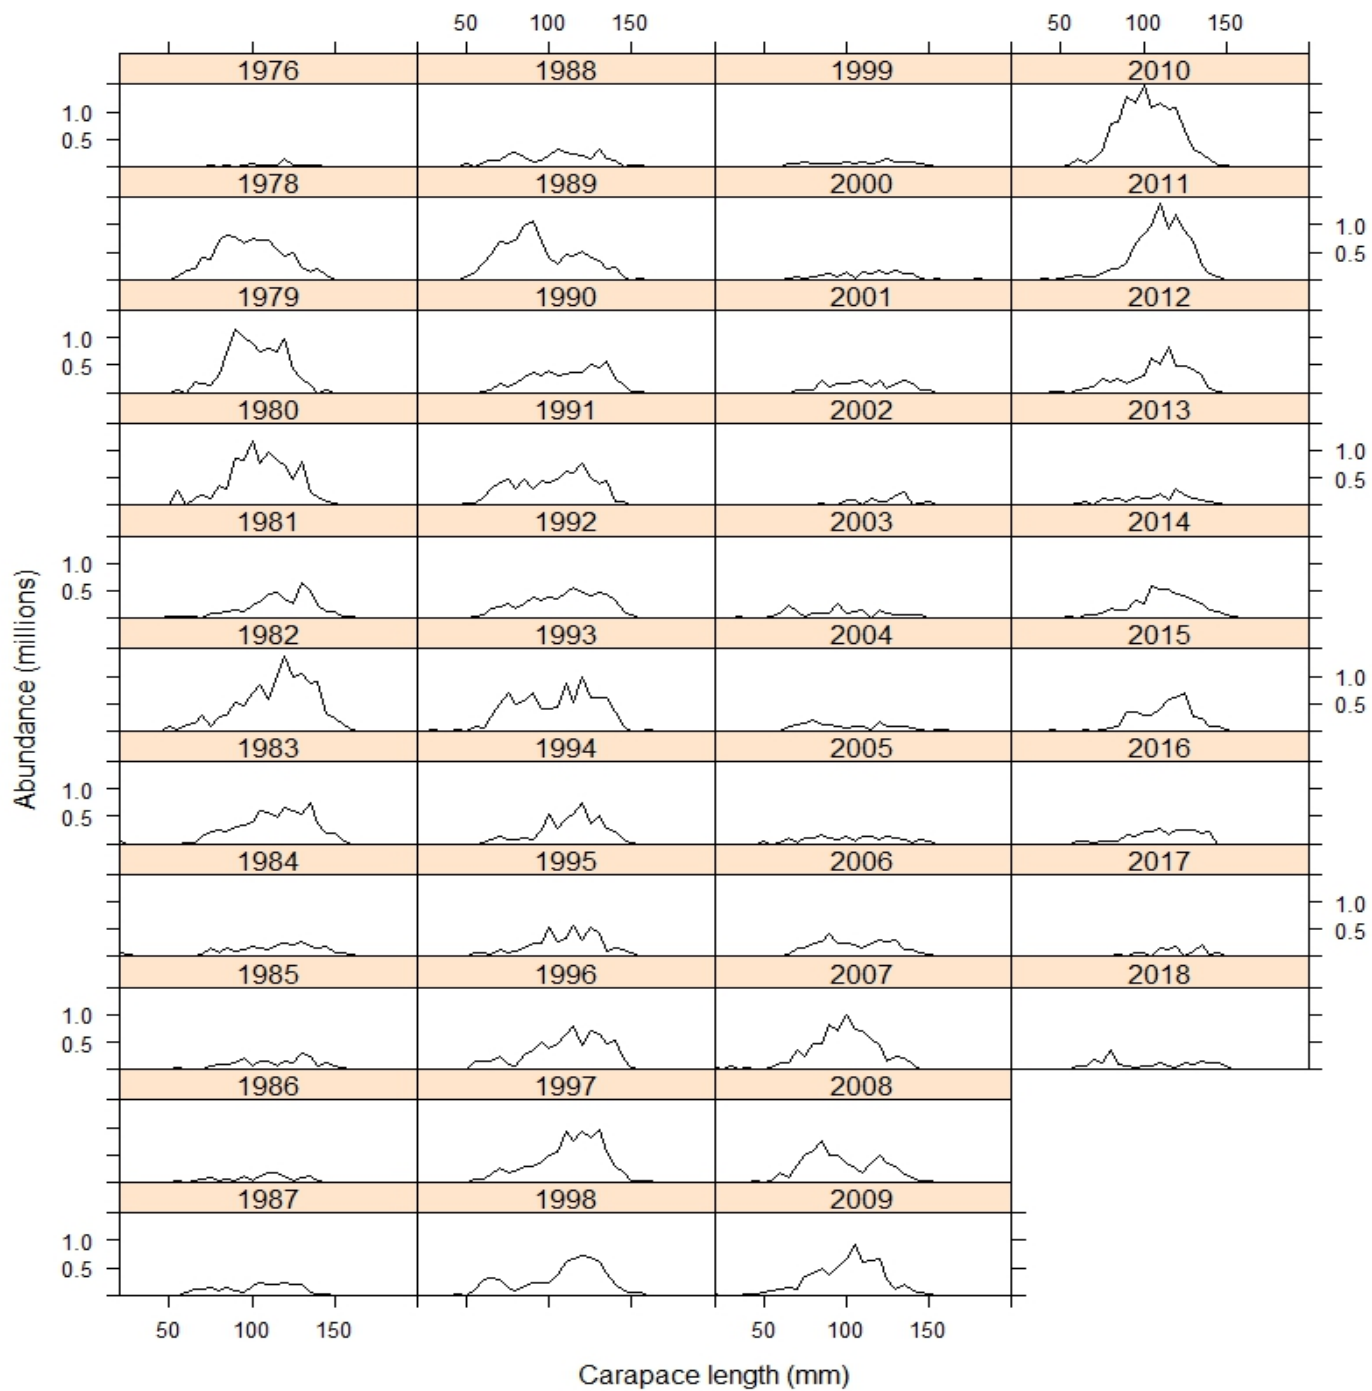 50 100 150 50 100 150
1976 1988 1999 2010
1.0
0.5
1978 1989 2000 2011
1.0
0.5
1979 1990 2001 2012
1.0
0.5
1980 1991 2002 2013
1.0
0.5
1981 1992 2003 2014
1.0
0.5
1982 1993 2004 2015
1.0
0.5
1983 1994 2005 2016
1.0
0.5
1984 1995 2006 2017
1.0
0.5
1985 1996 2007 2018
1.0
0.5
1986 1997 2008
1987 1998 2009
1.0
0.5
50 100 150 50 100 150
Abundance (millions)
Carapace length (mm)